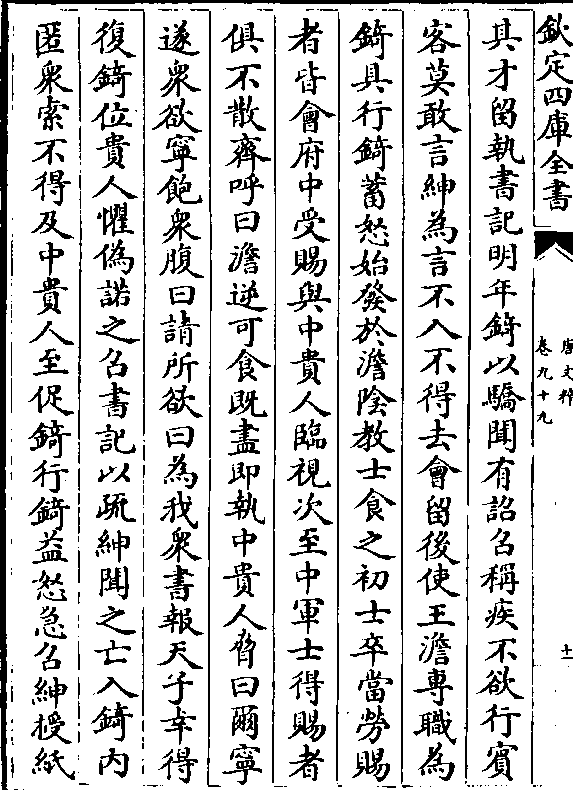 欽定四庫全書
唐文粹
卷九十九
十一
其才留執書記明年錡以驕聞有詔召稱疾不欲行賓
客莫敢言紳為言不入不得去會留後使王澹專職為
錡具行錡蓄怒始發於澹陰教士食之初士卒當勞賜
者皆會府中受賜與中貴人臨視次至中軍士得賜者
俱不散齊呼曰澹逆可食既盡即執中貴人脅曰爾寧
遂衆欲寧飽衆腹曰請所欲曰為我衆書報天子幸得
復錡位貴人懼偽諾之召書記以疏紳聞之亡入錡內
匿衆索不得及中貴人至促錡行錡益怒急召紳授紙